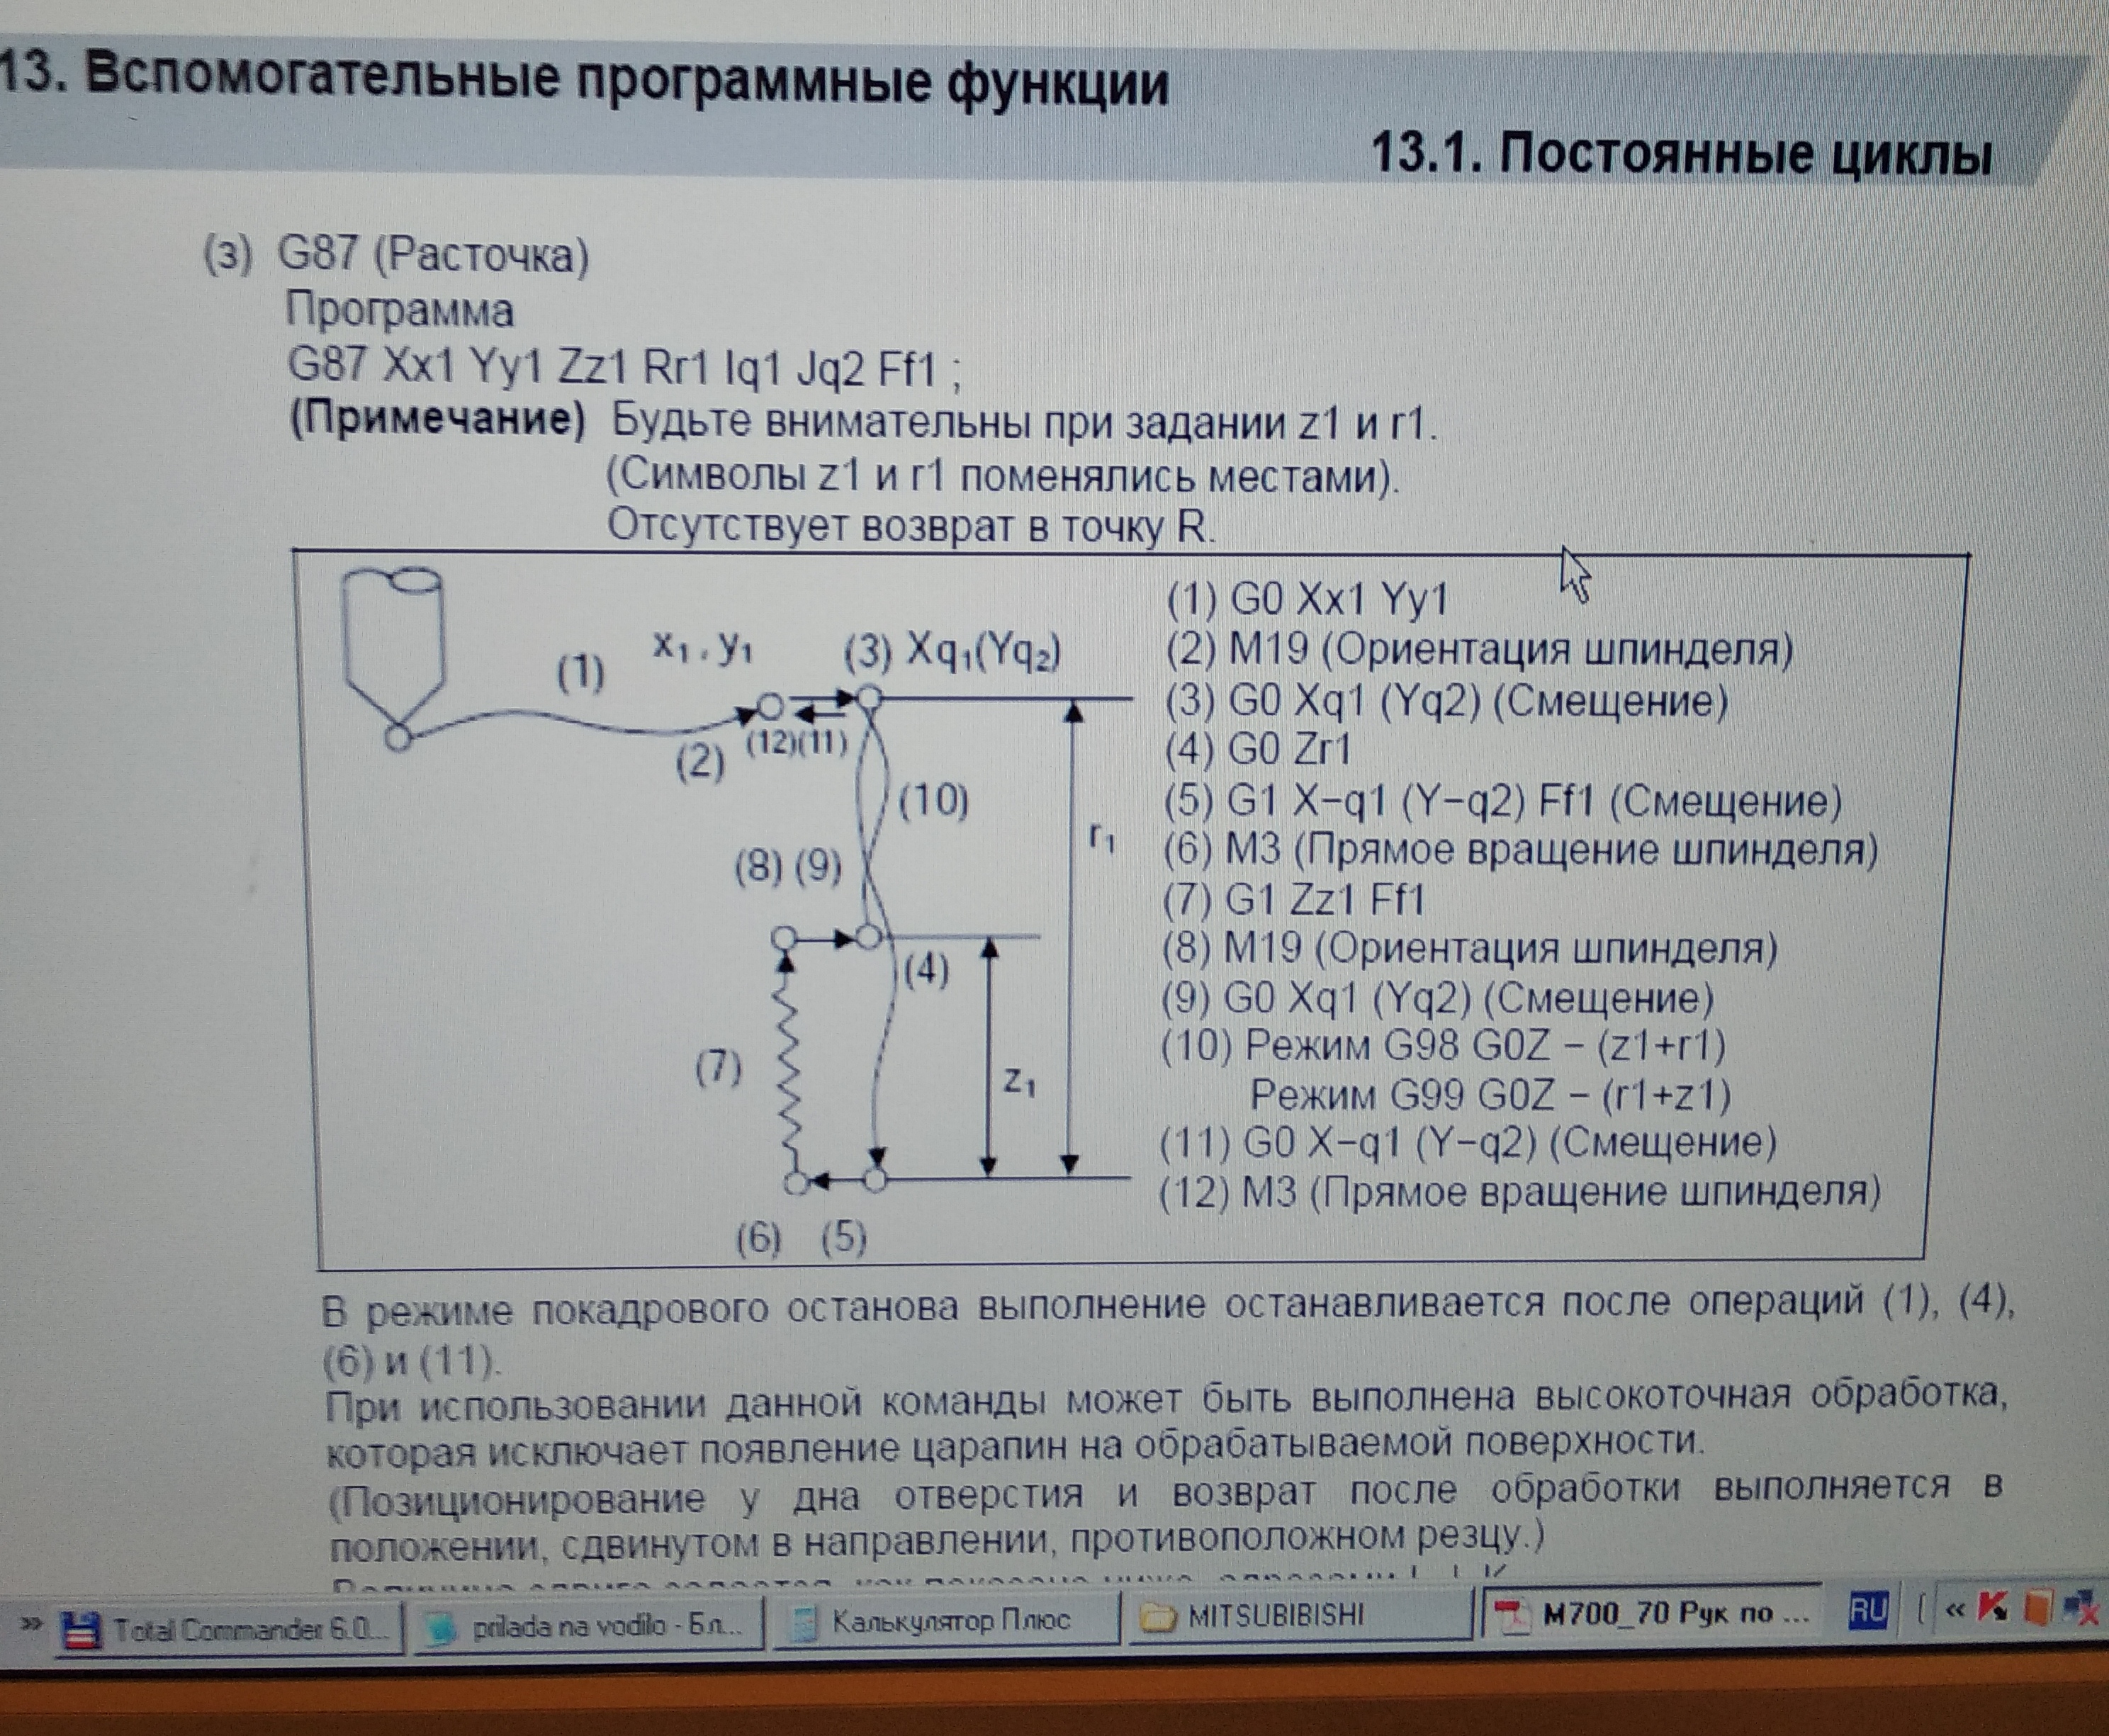 13. Вспомогательные программные функции
13.1. Постоянные циклы
(з) G87 (Расточка)
Программа
G87 Xx1 Yy1 Zz1 Rr1 Iq1 Jq2 Ff1 ;
(Примечание) Будьте внимательны при задании z1 и r1.
(Символы z1 и r1 поменялись местами).
Отсутствует возврат в точку R.
(1)
x1, y1
(3) Xq1(Yq2)
(2)
(12)(11)
(10)
r1
(8) (9)
(4)
(7)
z1
(6) (5)
(1) G0 Xx1 Yy1
(2) M19 (Ориентация шпинделя)
(3) G0 Xq1 (Yq2) (Смещение)
(4) G0 Zr1
(5) G1 X−q1 (Y−q2) Ff1 (Смещение)
(6) M3 (Прямое вращение шпинделя)
(7) G1 Zz1 Ff1
(8) M19 (Ориентация шпинделя)
(9) G0 Xq1 (Yq2) (Смещение)
(10) Режим G98 G0Z − (z1+r1)
Режим G99 G0Z − (r1+z1)
(11) G0 X−q1 (Y−q2) (Смещение)
(12) M3 (Прямое вращение шпинделя)
В режиме покадрового останова выполнение останавливается после операций (1), (4),
(6) и (11).
При использовании данной команды может быть выполнена высокоточная обработка,
которая исключает появление царапин на обрабатываемой поверхности.
(Позиционирование у дна отверстия и возврат после обработки выполняется в
положении, сдвинутом в направлении, противоположном резцу.)
» Total Commander 6.0... prilada na vodilo - Бл... Калькулятор Плюс MITSUBIBISHI M700_70 Рук по ... RU «